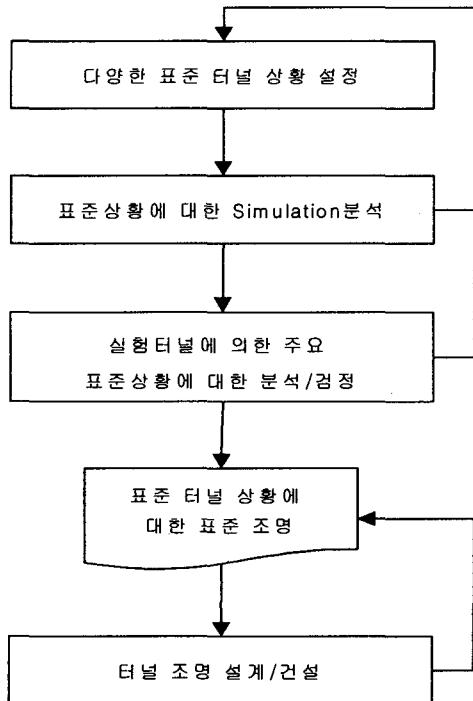 다양한 표준 터널 상황 설정
표준상황에 대한 Simulation분석
실험터널에 의한 주요
표준상황에 대한 분석/검정
표준 터널 상황에
대한 표준 조명
터널 조명 설계/건설